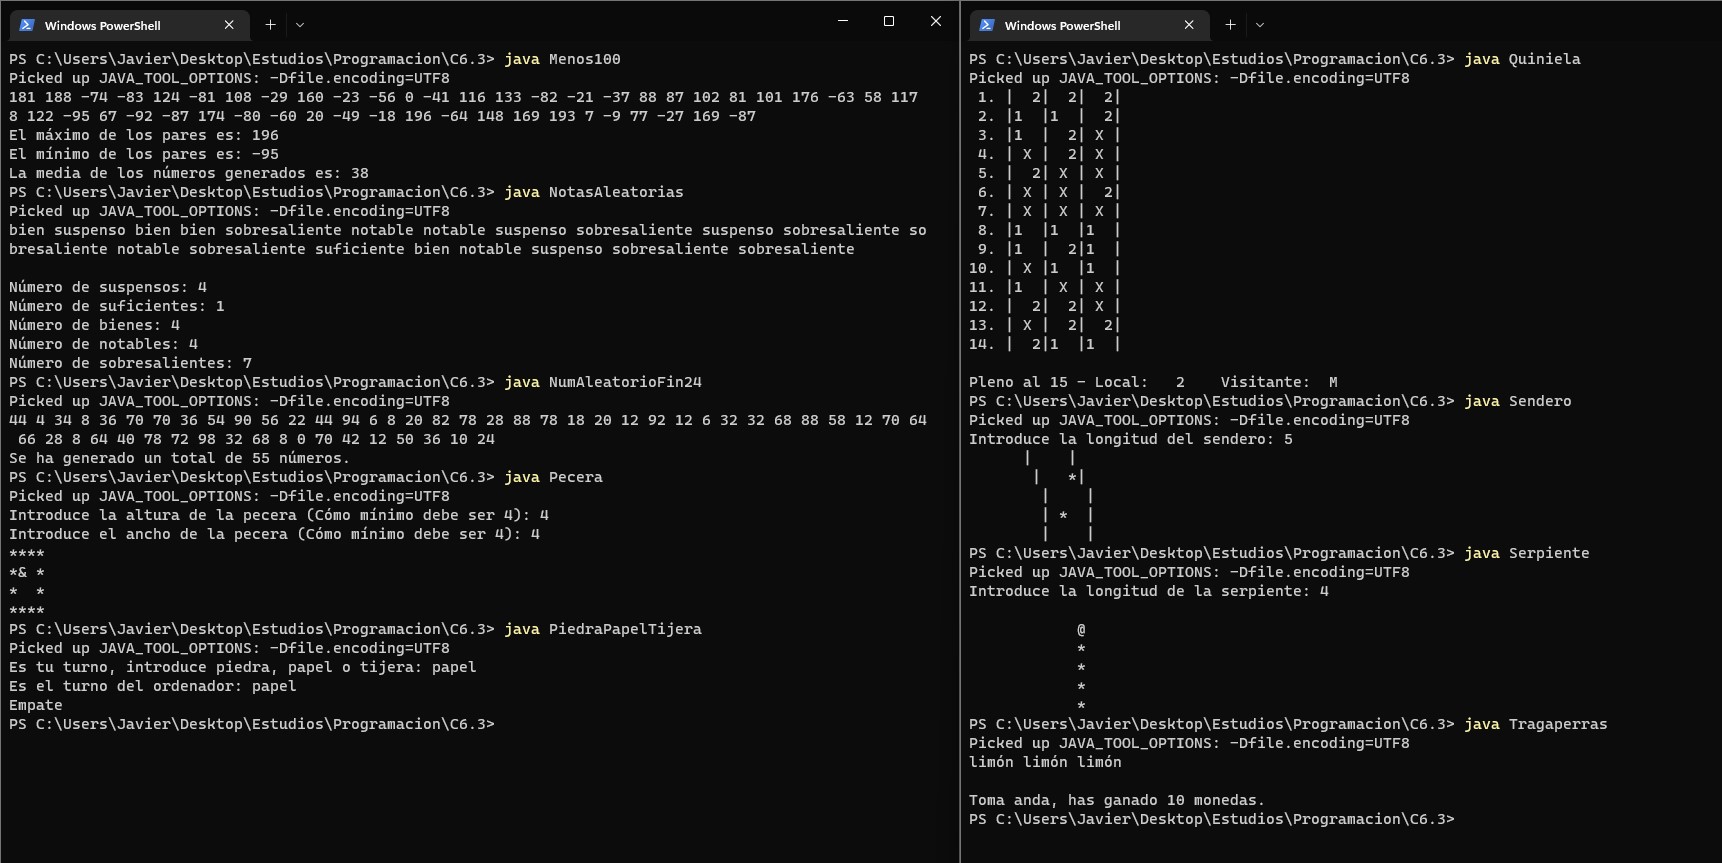 Windows PowerShell
PS C:\Users\Javier\Desktop\Estudios\Programacion\C6.3> java Menos100
Picked up JAVA_TOOL_OPTIONS: -Dfile.encoding=UTF8
181 188 -74 -83 124 -81 108 -29 160 -23 -56 0 -41 116 133 -82 -21 -37 88 87 102 81 101 176 -63 58 117
8 122 -95 67 -92 -87 174 -80 -60 20 -49 -18 196 -64 148 169 193 7 -9 77 -27 169 -87
El máximo de los pares es: 196
El mínimo de los pares es: -95
La media de los números generados es: 38
PS C:\Users\Javier\Desktop\Estudios\Programacion\C6.3> java NotasAleatorias
Picked up JAVA_TOOL_OPTIONS: -Dfile.encoding=UTF8
bien suspenso bien bien sobresaliente notable notable suspenso sobresaliente suspenso sobresaliente so
bresaliente notable sobresaliente suficiente bien notable suspenso sobresaliente sobresaliente
Número de suspensos: 4
Número de suficientes: 1
Número de bienes: 4
Número de notables: 4
Número de sobresalientes: 7
PS C:\Users\Javier\Desktop\Estudios\Programacion\C6.3> java NumAleatorioFin24
Picked up JAVA_TOOL_OPTIONS: -Dfile.encoding=UTF8
44 4 34 8 36 70 70 36 54 90 56 22 44 94 6 8 20 82 78 28 88 78 18 20 12 92 12 6 32 32 68 88 58 12 70 64
 66 28 8 64 40 78 72 98 32 68 8 0 70 42 12 50 36 10 24
Se ha generado un total de 55 números.
PS C:\Users\Javier\Desktop\Estudios\Programacion\C6.3> java Pecera
Picked up JAVA_TOOL_OPTIONS: -Dfile.encoding=UTF8
Introduce la altura de la pecera (Cómo mínimo debe ser 4): 4
Introduce el ancho de la pecera (Cómo mínimo debe ser 4): 4
****
*& *
*  *
****
PS C:\Users\Javier\Desktop\Estudios\Programacion\C6.3> java PiedraPapelTijera
Picked up JAVA_TOOL_OPTIONS: -Dfile.encoding=UTF8
Es tu turno, introduce piedra, papel o tijera: papel
Es el turno del ordenador: papel
Empate
PS C:\Users\Javier\Desktop\Estudios\Programacion\C6.3>
Windows PowerShell
PS C:\Users\Javier\Desktop\Estudios\Programacion\C6.3> java Quiniela
Picked up JAVA_TOOL_OPTIONS: -Dfile.encoding=UTF8
 1. |  2|  2|  2|
 2. |1  |1  |  2|
 3. |1  |  2| X |
 4. | X |  2| X |
 5. |  2| X | X |
 6. | X | X |  2|
 7. | X | X | X |
 8. |1  |1  |1  |
 9. |1  |  2|1  |
10. | X |1  |1  |
11. |1  | X | X |
12. |  2|  2| X |
13. | X |  2|  2|
14. |  2|1  |1  |
Pleno al 15 - Local:   2    Visitante:  M
PS C:\Users\Javier\Desktop\Estudios\Programacion\C6.3> java Sendero
Picked up JAVA_TOOL_OPTIONS: -Dfile.encoding=UTF8
Introduce la longitud del sendero: 5
      |    |
       |   *|
        |    |
        | *  |
        |    |
PS C:\Users\Javier\Desktop\Estudios\Programacion\C6.3> java Serpiente
Picked up JAVA_TOOL_OPTIONS: -Dfile.encoding=UTF8
Introduce la longitud de la serpiente: 4
            @
            *
            *
            *
            *
PS C:\Users\Javier\Desktop\Estudios\Programacion\C6.3> java Tragaperras
Picked up JAVA_TOOL_OPTIONS: -Dfile.encoding=UTF8
limón limón limón
Toma anda, has ganado 10 monedas.
PS C:\Users\Javier\Desktop\Estudios\Programacion\C6.3>